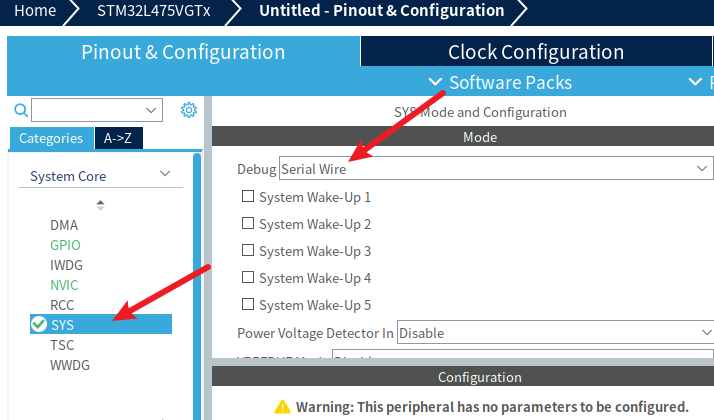 Home STM32L475VGTx Untitled - Pinout & Configuration
Pinout & Configuration Clock Configuration
Software Packs
SYS Mode and Configuration
Mode
Categories A->Z
System Core
Debug Serial Wire
System Wake-Up 1
System Wake-Up 2
System Wake-Up 3
System Wake-Up 4
System Wake-Up 5
DMA
GPIO
IWDG
NVIC
RCC
SYS
TSC
WWDG
Power Voltage Detector In Disable
Configuration
Warning: This peripheral has no parameters to be configured.